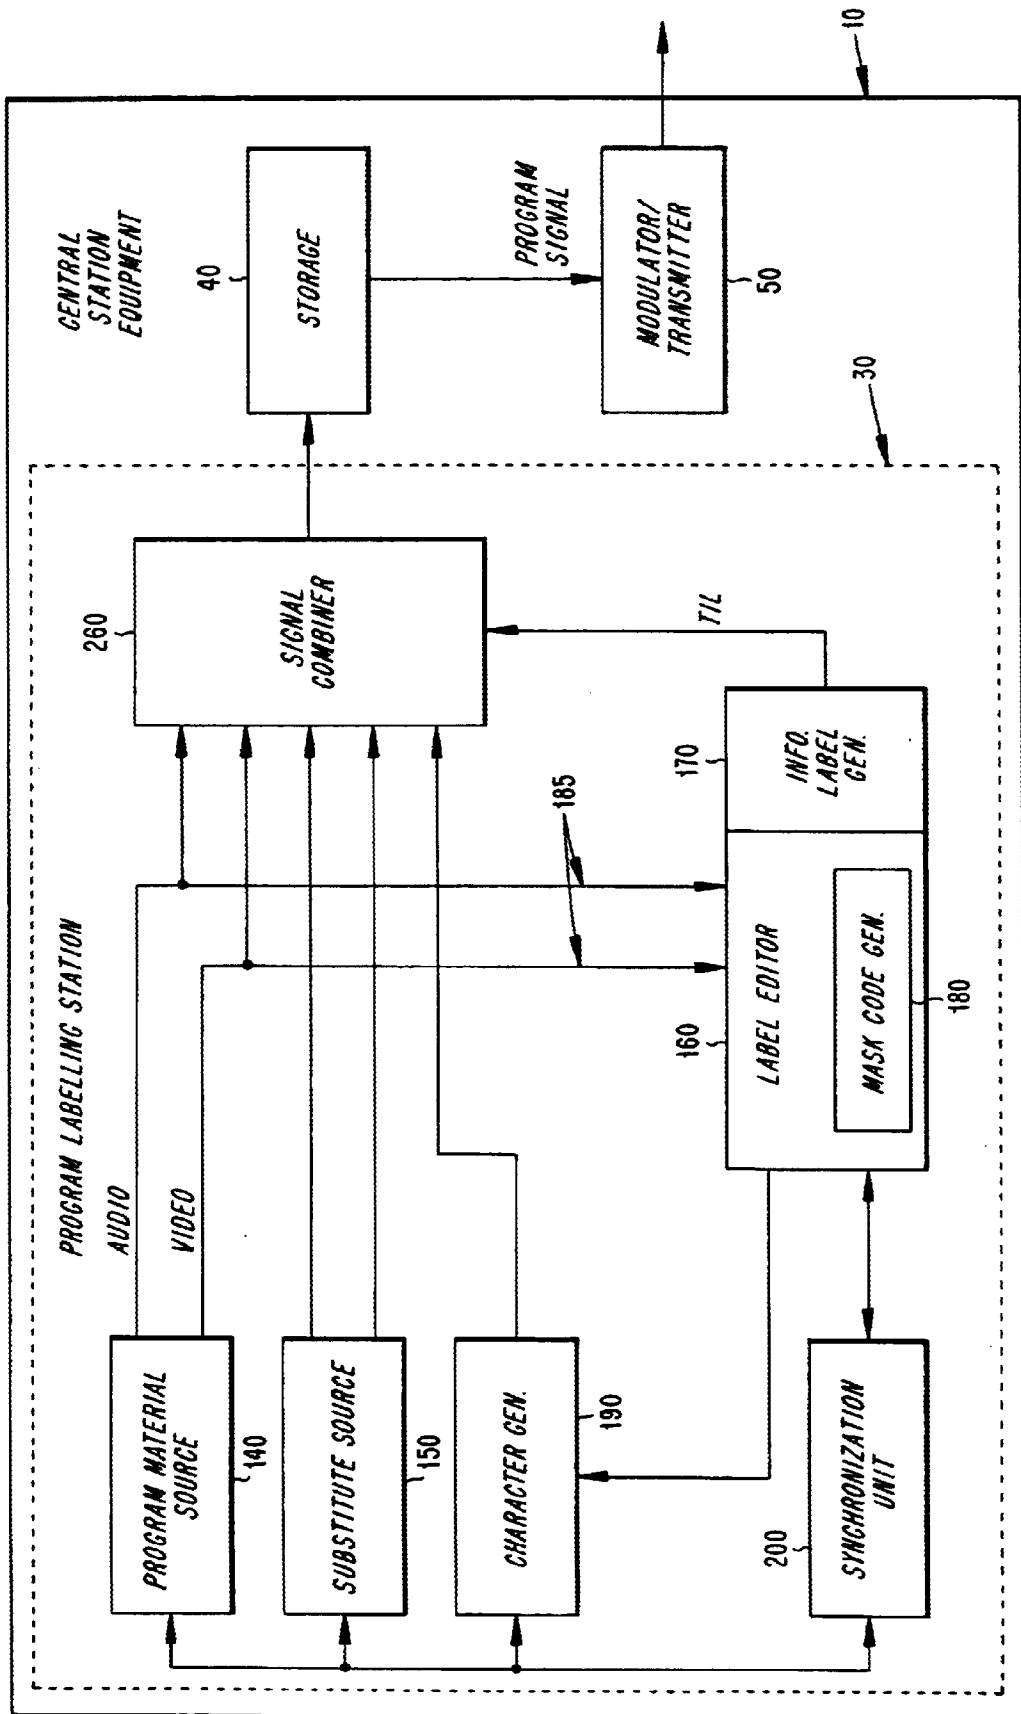 PROGRAM LABELLING STATION
CENTRAL
STATION
EQUIPMENT
10
AUDIO
VIDEO
PROGRAM MATERIAL
SOURCE
140
SUBSTITUTE SOURCE
150
CHARACTER GEN.
190
200
SYNCHRONIZATION
UNIT
260
SIGNAL
COMBINER
40
STORAGE
PROGRAM
SIGNAL
MODULATOR/
TRANSMITTER
50
30
185
TIL
160
LABEL EDITOR
MASK CODE GEN.
180
170
INFO.
LABEL
GEN.